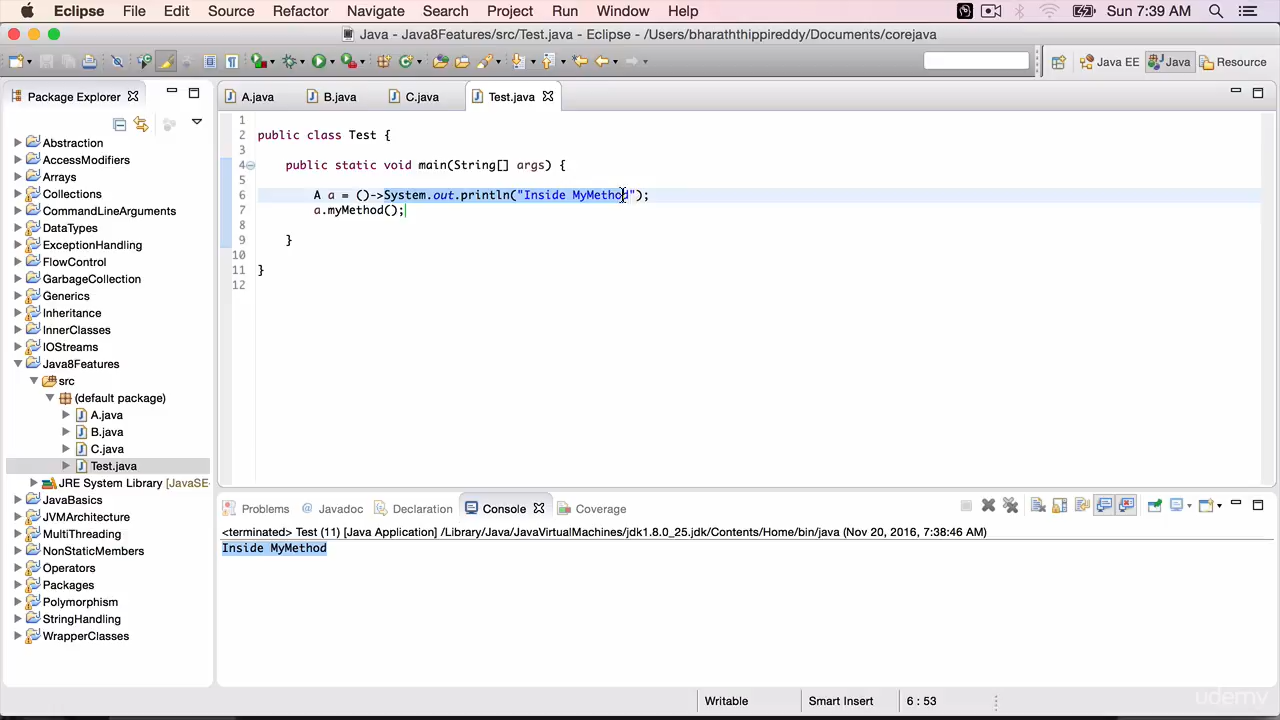 Eclipse File Edit Source Refactor Navigate Search Project Run Window Help Sun 7:39 AM
Java - Java8Features/src/Test.java - Eclipse - /Users/bharaththippireddy/Documents/corejava
Java EE Java Resource
Package Explorer
A.java B.java C.java Test.java
Abstraction
AccessModifiers
Arrays
Collections
CommandLineArguments
DataTypes
ExceptionHandling
FlowControl
GarbageCollection
Generics
Inheritance
InnerClasses
IOStreams
Java8Features
src
(default package)
A.java
B.java
C.java
Test.java
JRE System Library [JavaSE-
JavaBasics
JVMArchitecture
MultiThreading
NonStaticMembers
Operators
Packages
Polymorphism
StringHandling
WrapperClasses
1
2 public class Test {
3
4 public static void main(String[] args) {
5
6 A a = ()->System.out.println("Inside MyMethod");
7 a.myMethod();
8
9 }
10
11 }
12
Problems @ Javadoc Declaration Console Coverage
<terminated> Test (11) [Java Application] /Library/Java/JavaVirtualMachines/jdk1.8.0_25.jdk/Contents/Home/bin/java (Nov 20, 2016, 7:38:46 AM)
Inside MyMethod
Writable Smart Insert 6 : 53
udemy